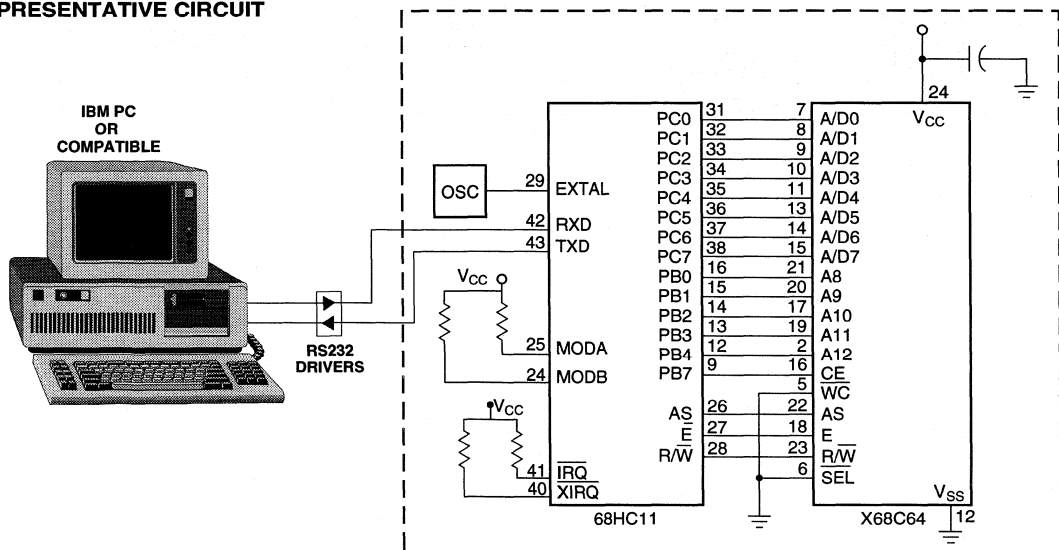 PRESENTATIVE CIRCUIT
IBM PC
OR
COMPATIBLE
RS232
DRIVERS
OSC
29 EXTAL
42 RXD
43 TXD
VCC
25 MODA
24 MODB
VCC
41 IRQ
40 XIRQ
68HC11
PC0 31 7 A/D0
PC1 32 8 A/D1
PC2 33 9 A/D2
PC3 34 10 A/D3
PC4 35 11 A/D4
PC5 36 13 A/D5
PC6 37 14 A/D6
PC7 38 15 A/D7
PB0 16 21 A8
PB1 15 20 A9
PB2 14 17 A10
PB3 13 19 A11
PB4 12 2 A12
PB7 9 16 CE
5 WC
AS 26 22 AS
E 27 18 E
R/W 28 23 R/W
6 SEL
24
VCC
VSS
12
X68C64